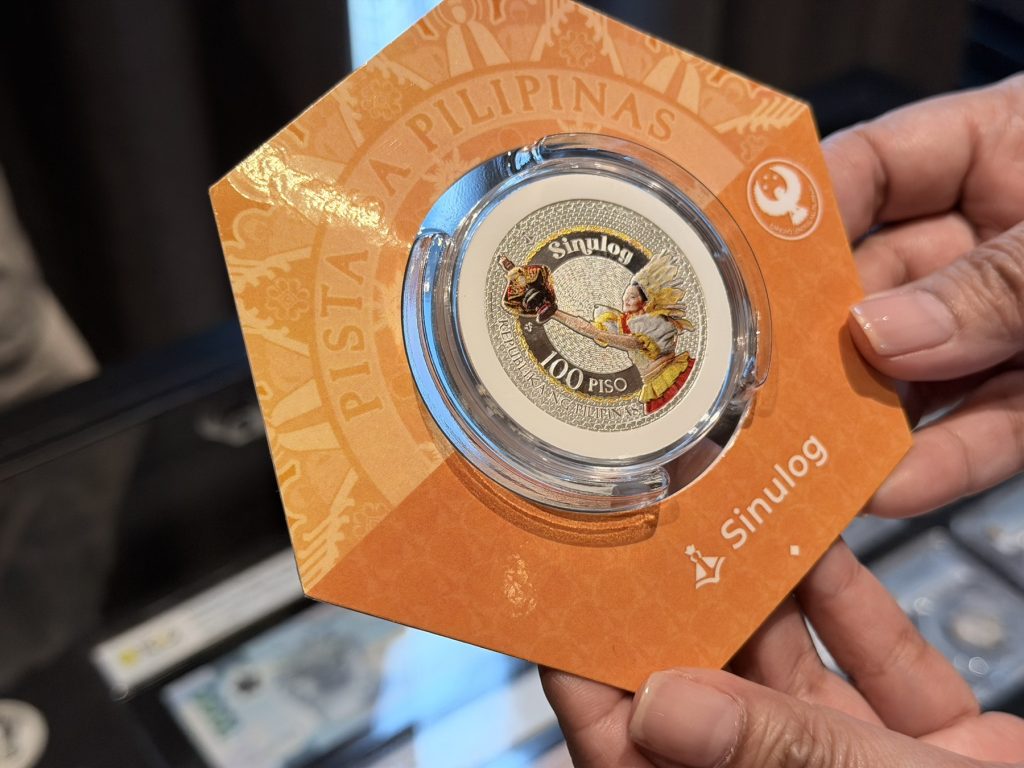 PISTA A PILIPINAS
Sinulog
100 PISO
REPUBLIKA NG PILIPINAS
Sinulog